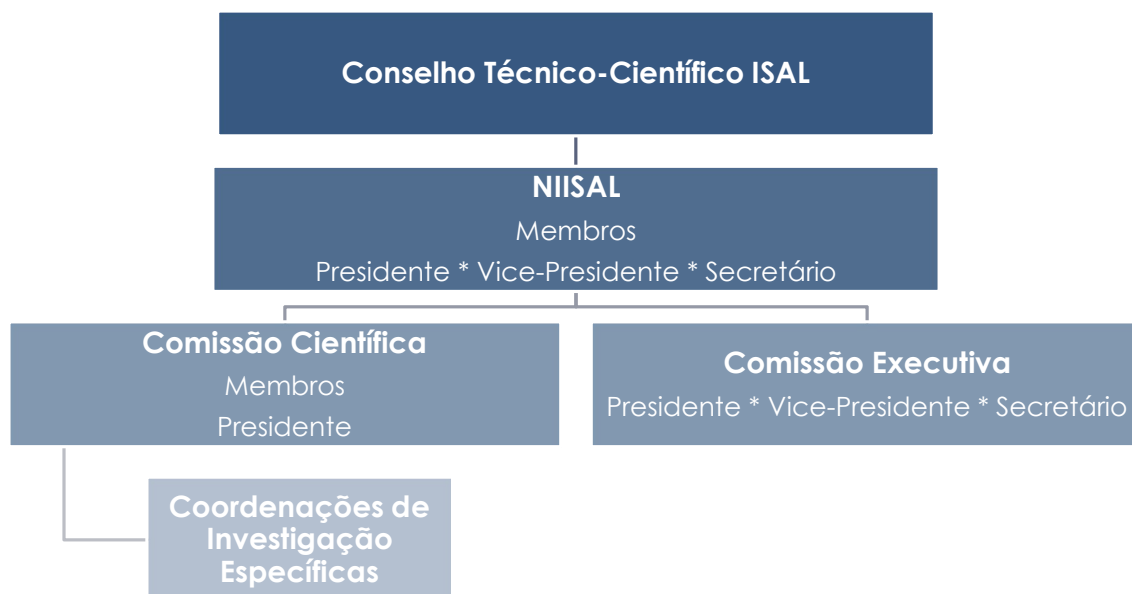 Conselho Técnico-Científico ISAL
NIISAL
Membros
Presidente * Vice-Presidente * Secretário
Comissão Científica
Membros
Presidente
Comissão Executiva
Presidente * Vice-Presidente * Secretário
Coordenações de
Investigação
Específicas